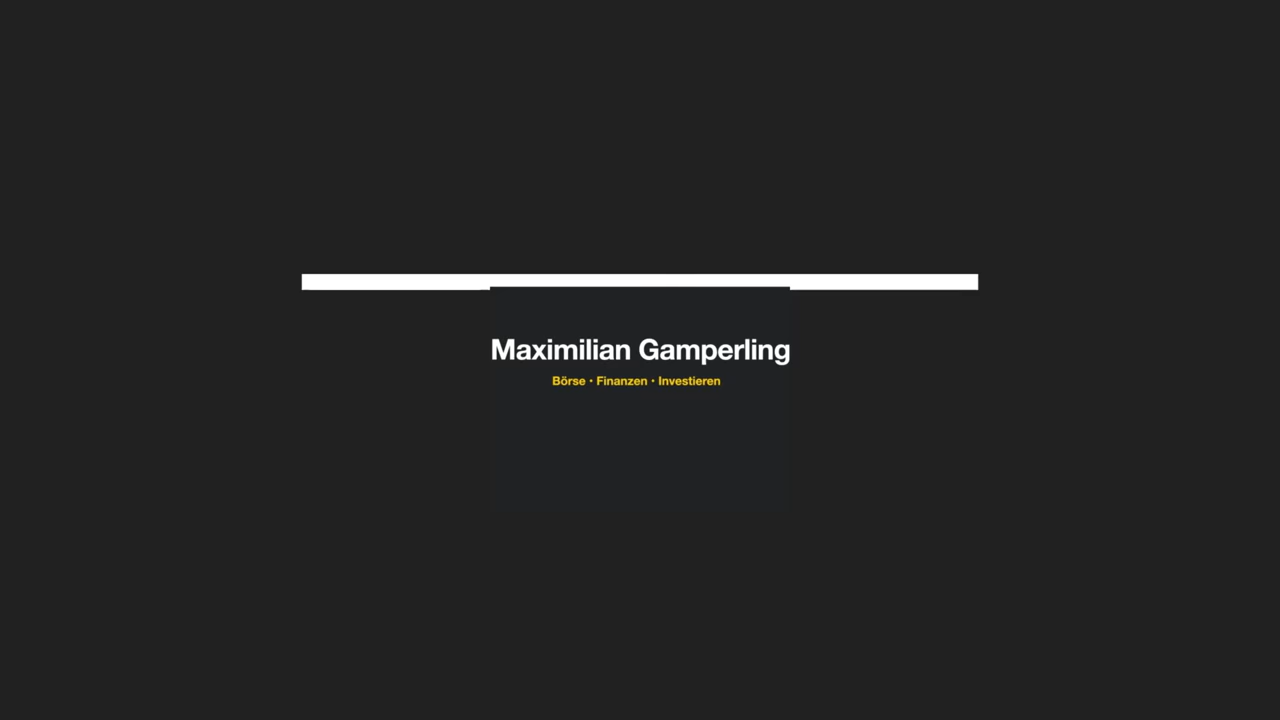 Maximilian Gamperling
Börse • Finanzen • Investieren